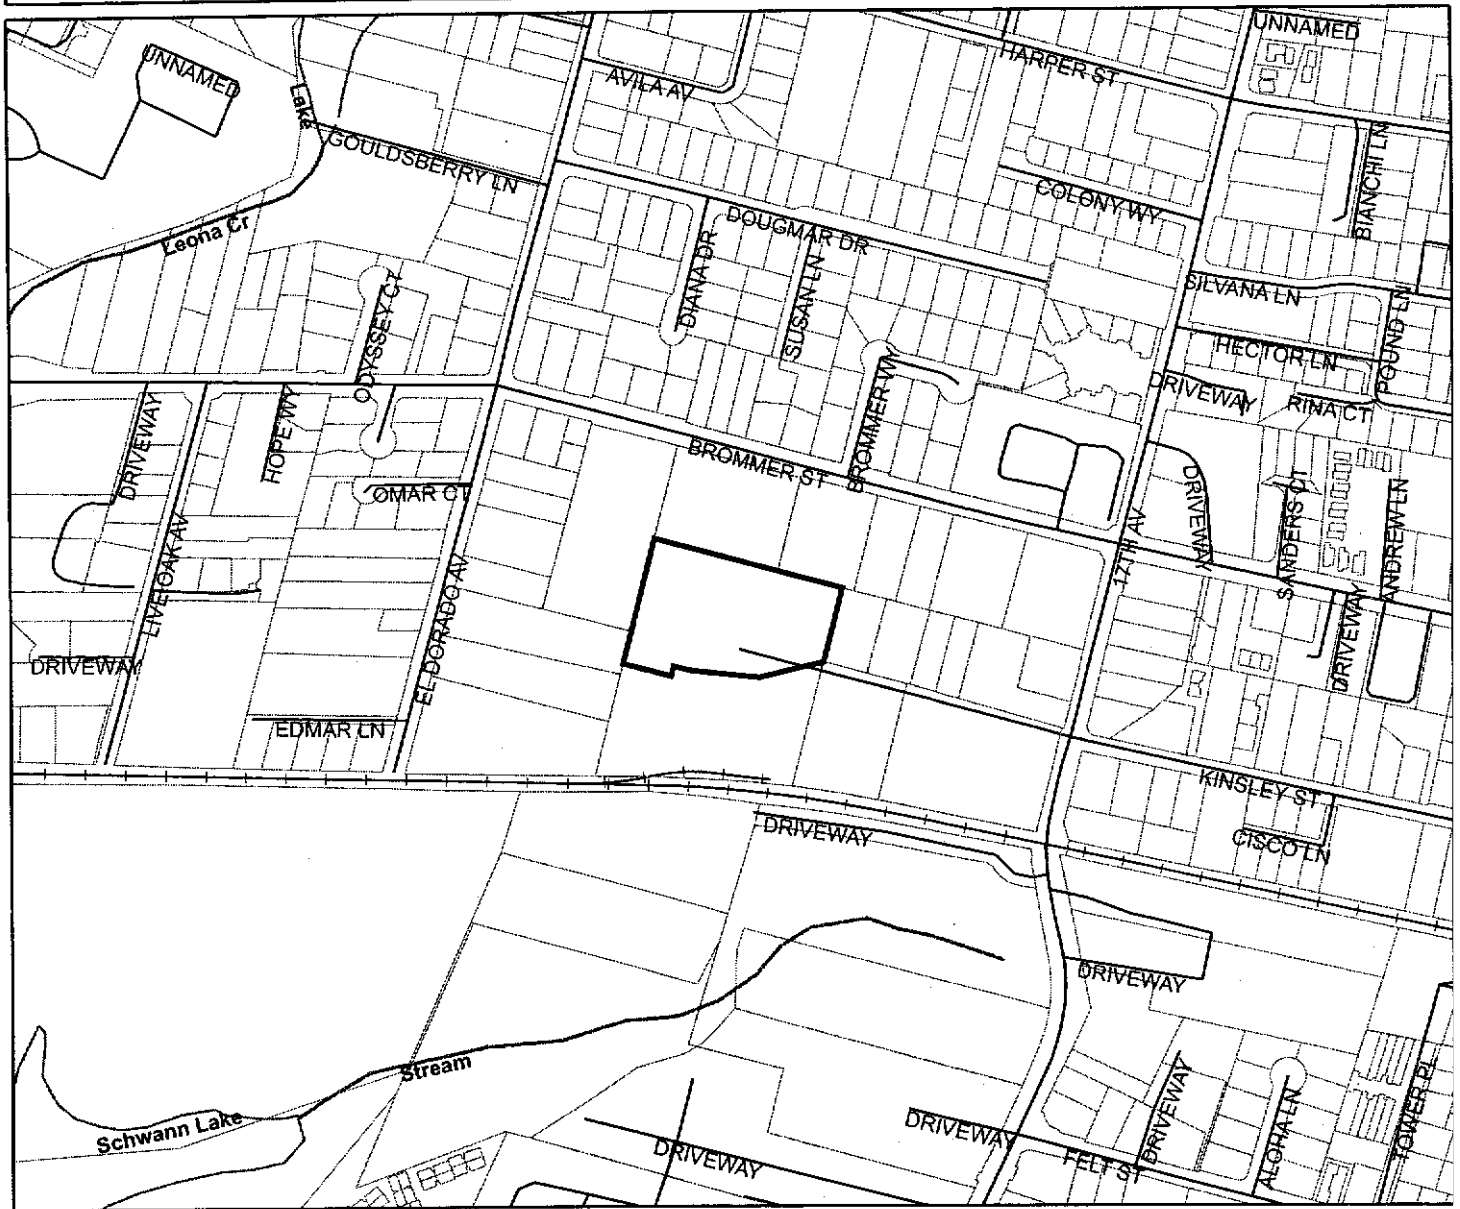 UNNAMED
HARPER ST
UNNAMED
AVILA AV
Lake
GOULDSBERRY LN
BIANCHI LN
COLONY WY
DOUGMAR DR
Leona Cr
DIANA DR
SUSAN LN
ODYSSEY CT
SILVANA LN
POUND LN
HECTOR LN
DRIVEWAY
RINA CT
DRIVEWAY
HOPE WY
BROMMER WY
BROMMER ST
OMAR CT
DRIVEWAY
SANDERS CT
ANDREW LN
17TH AV
LIVE OAK AV
EL DORADO AV
DRIVEWAY
DRIVEWAY
EDMAR LN
KINSLEY ST
DRIVEWAY
CISCO LN
DRIVEWAY
Stream
Schwann Lake
DRIVEWAY
DRIVEWAY
FELT ST
DRIVEWAY
ALOHA LN
TOWER PL